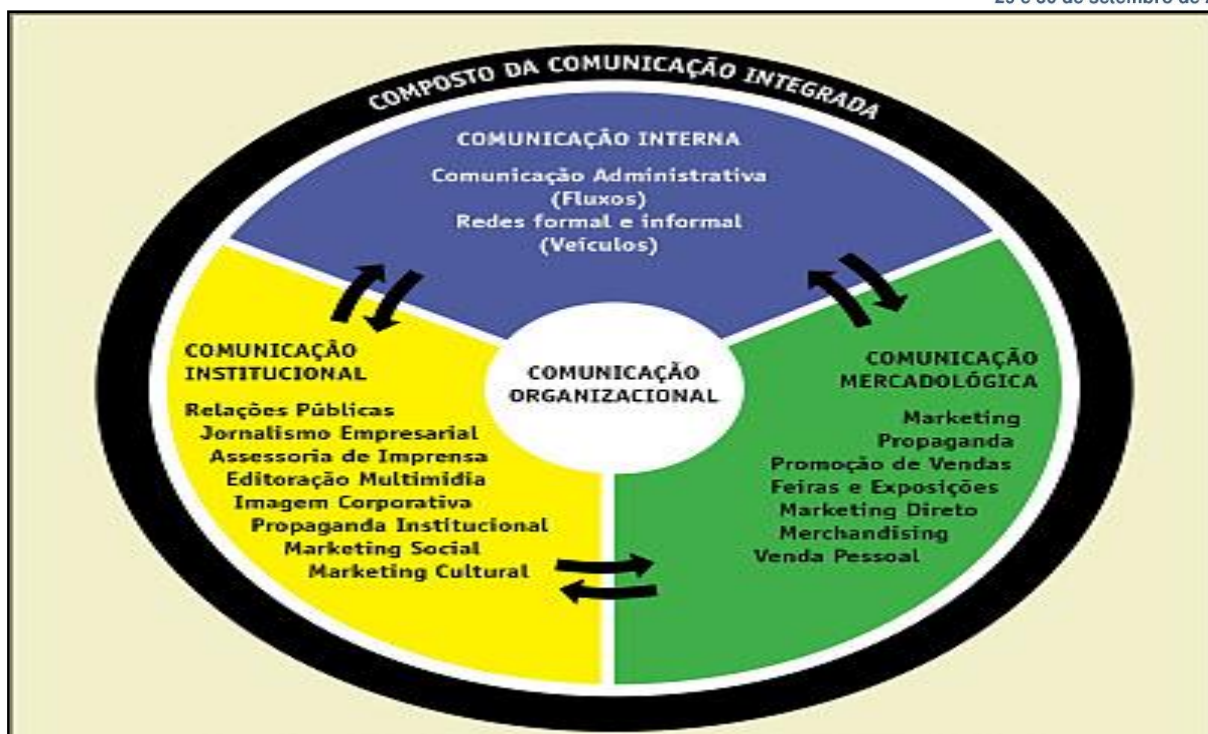 COMPOSTO DA COMUNICAÇÃO INTEGRADA
COMUNICAÇÃO INTERNA
Comunicação Administrativa
(Fluxos)
Redes formal e informal
(Veículos)
COMUNICAÇÃO
INSTITUCIONAL
Relações Públicas
Jornalismo Empresarial
Assessoria de Imprensa
Editoração Multimidia
Imagem Corporativa
Propaganda Institucional
Marketing Social
Marketing Cultural
COMUNICAÇÃO
ORGANIZACIONAL
COMUNICAÇÃO
MERCADOLÓGICA
Marketing
Propaganda
Promoção de Vendas
Feiras e Exposições
Marketing Direto
Merchandising
Venda Pessoal